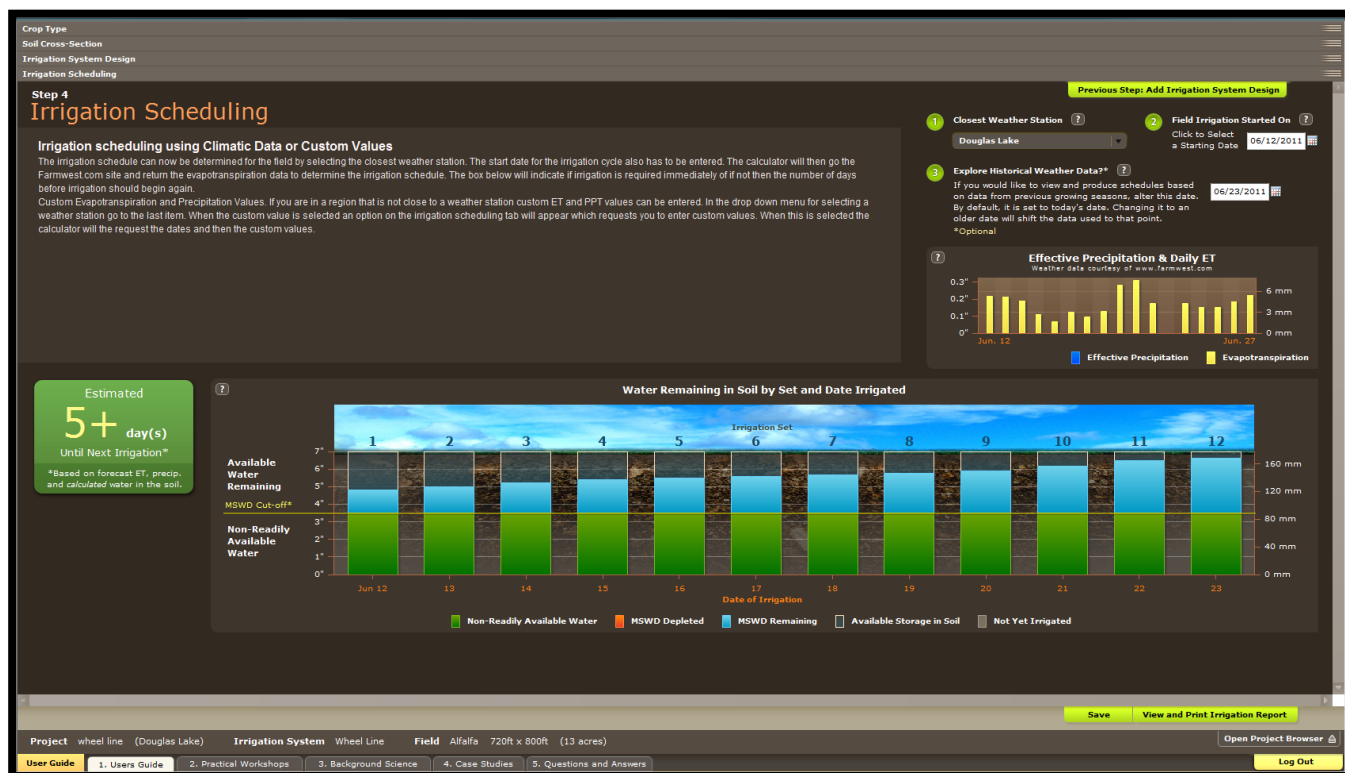 Crop Type
Soil Cross-Section
Irrigation System Design
Irrigation Scheduling
Step 4
Irrigation Scheduling
Previous Step: Add Irrigation System Design
Irrigation scheduling using Climatic Data or Custom Values
The irrigation schedule can now be determined for the field by selecting the closest weather station. The start date for the irrigation cycle also has to be entered. The calculator will then go the
Farmwest.com site and return the evapotranspiration data to determine the irrigation schedule. The box below will indicate if irrigation is required immediately of if not then the number of days
before irrigation should begin again.
Custom Evapotranspiration and Precipitation Values. If you are in a region that is not close to a weather station custom ET and PPT values can be entered. In the drop down menu for selecting a
weather station go to the last item. When the custom value is selected an option on the irrigation scheduling tab will appear which requests you to enter custom values. When this is selected the
calculator will the request the dates and then the custom values.
1 Closest Weather Station ?
Douglas Lake
2 Field Irrigation Started On ?
Click to Select
a Starting Date
06/12/2011
3 Explore Historical Weather Data?* ?
If you would like to view and produce schedules based
on data from previous growing seasons, alter this date.
By default, it is set to today's date. Changing it to an
older date will shift the data used to that point.
*Optional
06/23/2011
? Effective Precipitation & Daily ET
Weather data courtesy of www.farmwest.com
0.3"
0.2"
0.1"
0"
6 mm
3 mm
0 mm
Jun. 12
Jun. 27
Effective Precipitation
Evapotranspiration
Estimated
5+ day(s)
Until Next Irrigation*
*Based on forecast ET, precip.
and calculated water in the soil.
? Water Remaining in Soil by Set and Date Irrigated
Irrigation Set
1 2 3 4 5 6 7 8 9 10 11 12
Available
Water
Remaining
MSWD Cut-off*
Non-Readily
Available
Water
7"
6"
5"
4"
3"
2"
1"
0"
160 mm
120 mm
80 mm
40 mm
0 mm
Jun 12 13 14 15 16 17 18 19 20 21 22 23
Date of Irrigation
Non-Readily Available Water
MSWD Depleted
MSWD Remaining
Available Storage in Soil
Not Yet Irrigated
Save
View and Print Irrigation Report
Project wheel line (Douglas Lake) Irrigation System Wheel Line Field Alfalfa 720ft x 800ft (13 acres)
Open Project Browser
User Guide
1. Users Guide
2. Practical Workshops
3. Background Science
4. Case Studies
5. Questions and Answers
Log Out